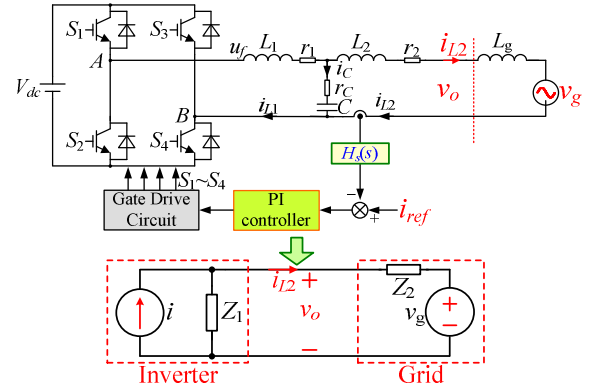 S1 S3 uf L1 r1 L2 r2 iL2 Lg
A iC
Vdc rC vo vg
B iL1 C iL2
S2 S4
Hs(s)
S1~S4
Gate Drive
Circuit
PI
controller
− +
iref
iL2 + Z2
i Z1 vo vg + −
−
Inverter Grid